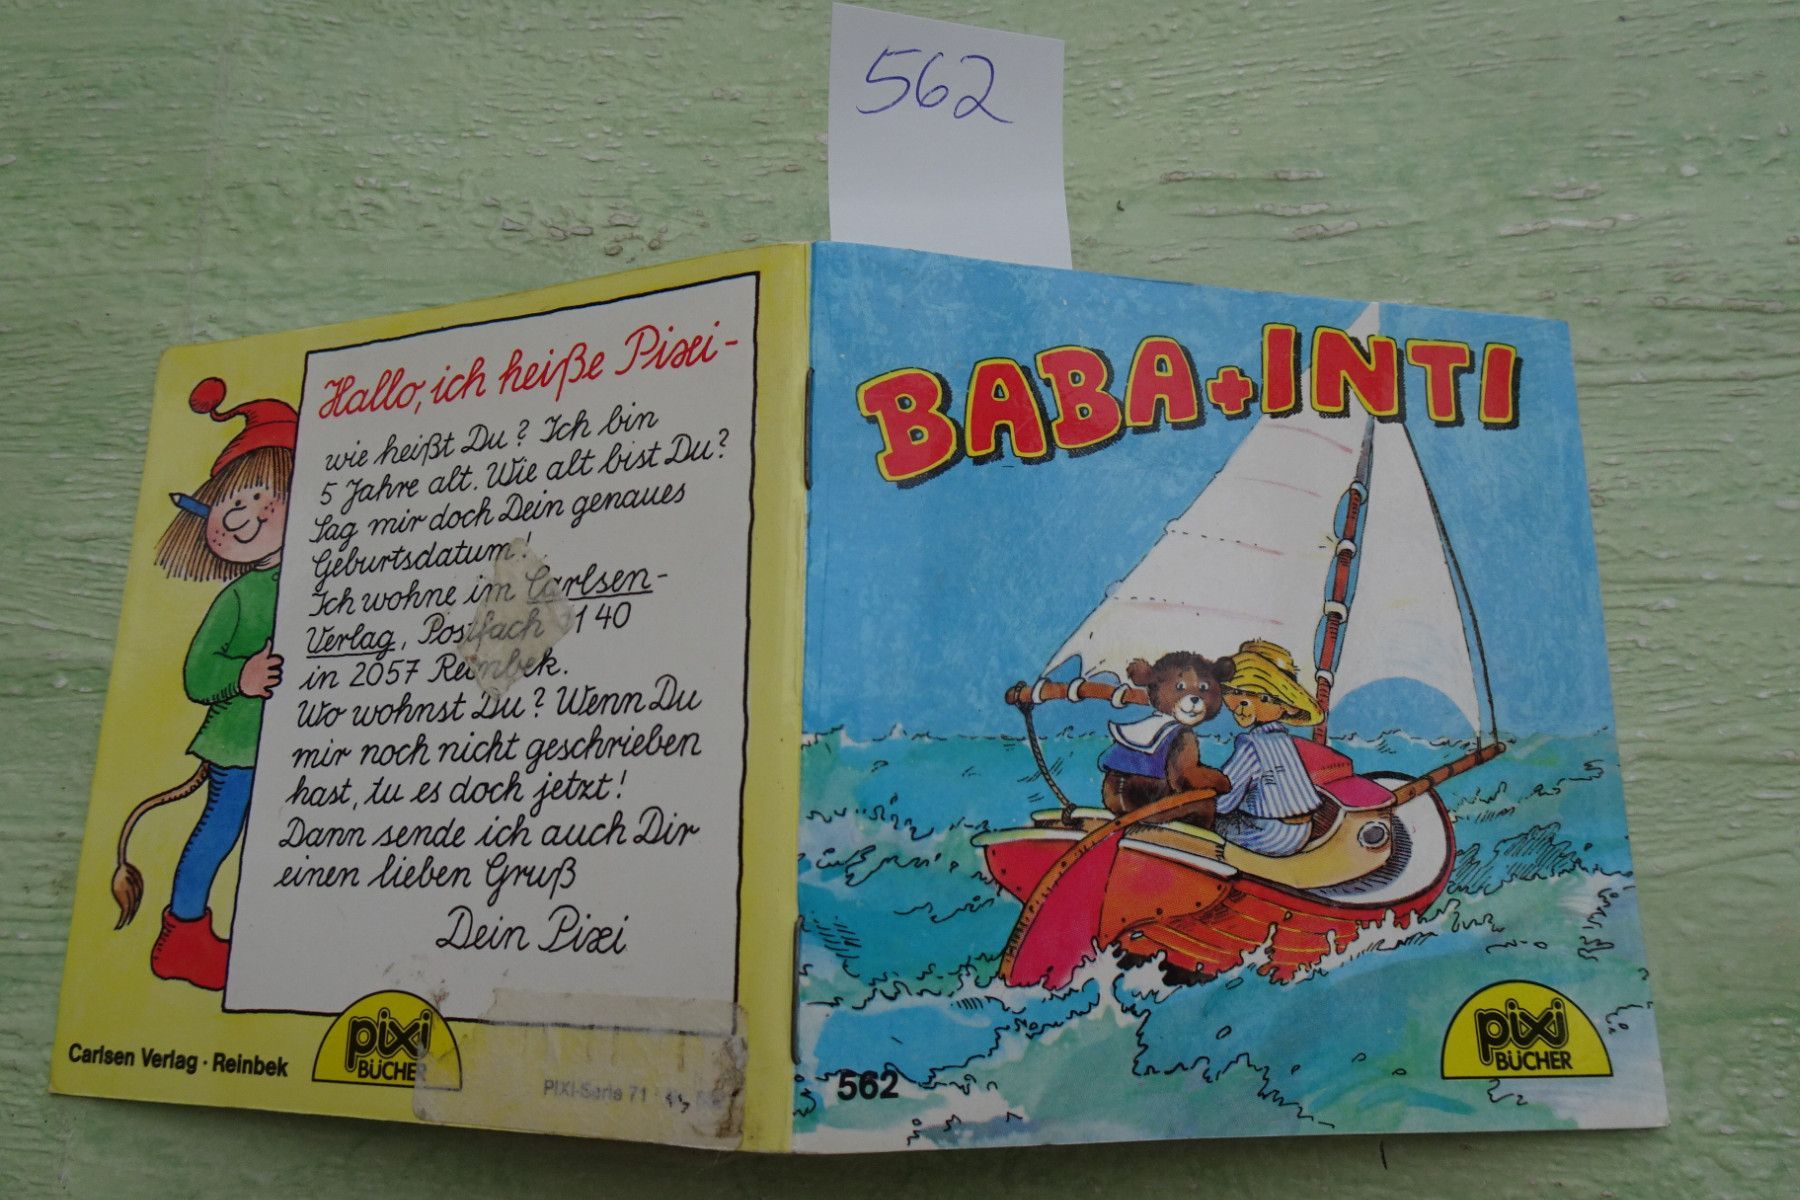 562
Hallo, ich heiße Pixi -
wie heißt Du? Ich bin
5 Jahre alt. Wie alt bist Du?
Sag mir doch Dein genaues
Geburtsdatum!
Ich wohne im Carlsen-
Verlag, Postfach 1140
in 2057 Reinbek.
Wo wohnst Du? Wenn Du
mir noch nicht geschrieben
hast, tu es doch jetzt!
Dann sende ich auch Dir
einen lieben Gruß
Dein Pixi
Carlsen Verlag · Reinbek
pixi
BÜCHER
PIXI-Serie 71
BABA + INTI
562
pixi
BÜCHER